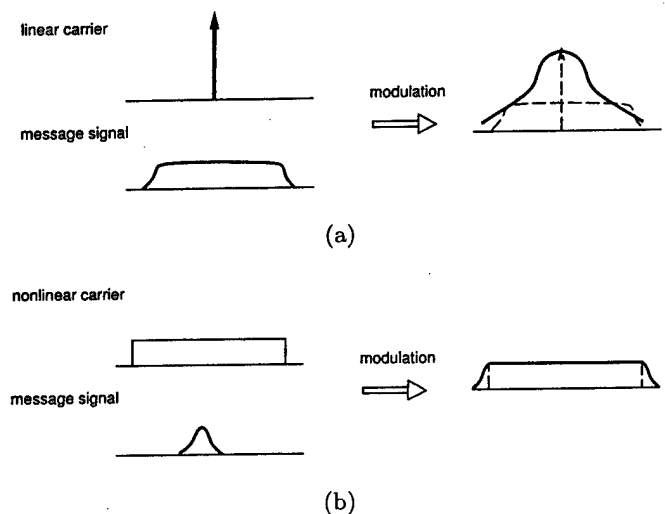 linear carrier
modulation
message signal
(a)
nonlinear carrier
modulation
message signal
(b)